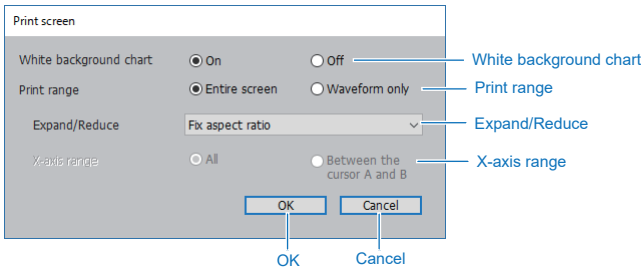 Print screen
White background chart On Off White background chart
Print range Entire screen Waveform only Print range
Expand/Reduce Fix aspect ratio Expand/Reduce
X-axis range All Between the cursor A and B X-axis range
OK Cancel
OK Cancel